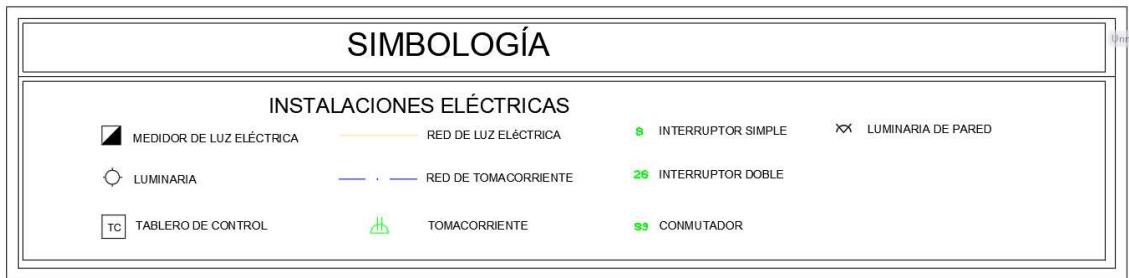 SIMBOLOGÍA
INSTALACIONES ELÉCTRICAS
MEDIDOR DE LUZ ELÉCTRICA
RED DE LUZ ELéCTRICA
S INTERRUPTOR SIMPLE
LUMINARIA DE PARED
LUMINARIA
RED DE TOMACORRIENTE
2S INTERRUPTOR DOBLE
TC TABLERO DE CONTROL
TOMACORRIENTE
S3 CONMUTADOR